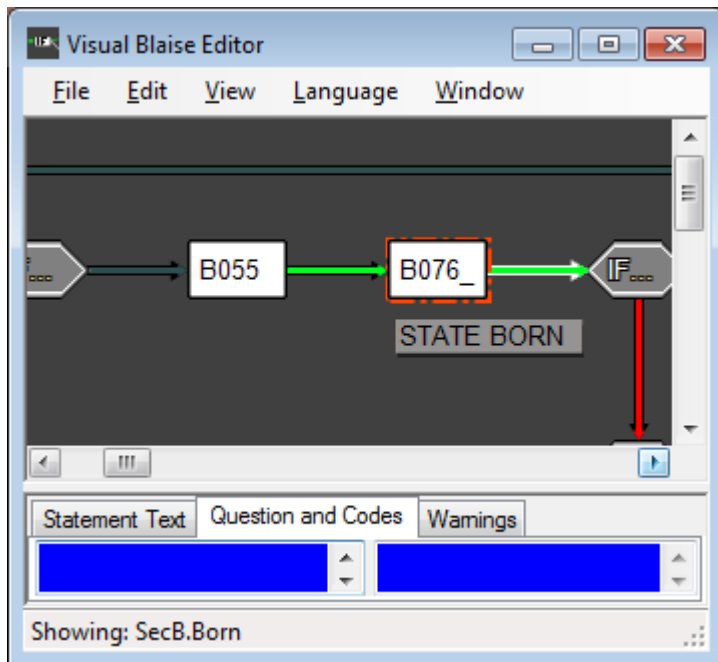 Visual Blaise Editor
File Edit View Language Window
B055 B076_ IF...
STATE BORN
Statement Text Question and Codes Warnings
Showing: SecB.Born